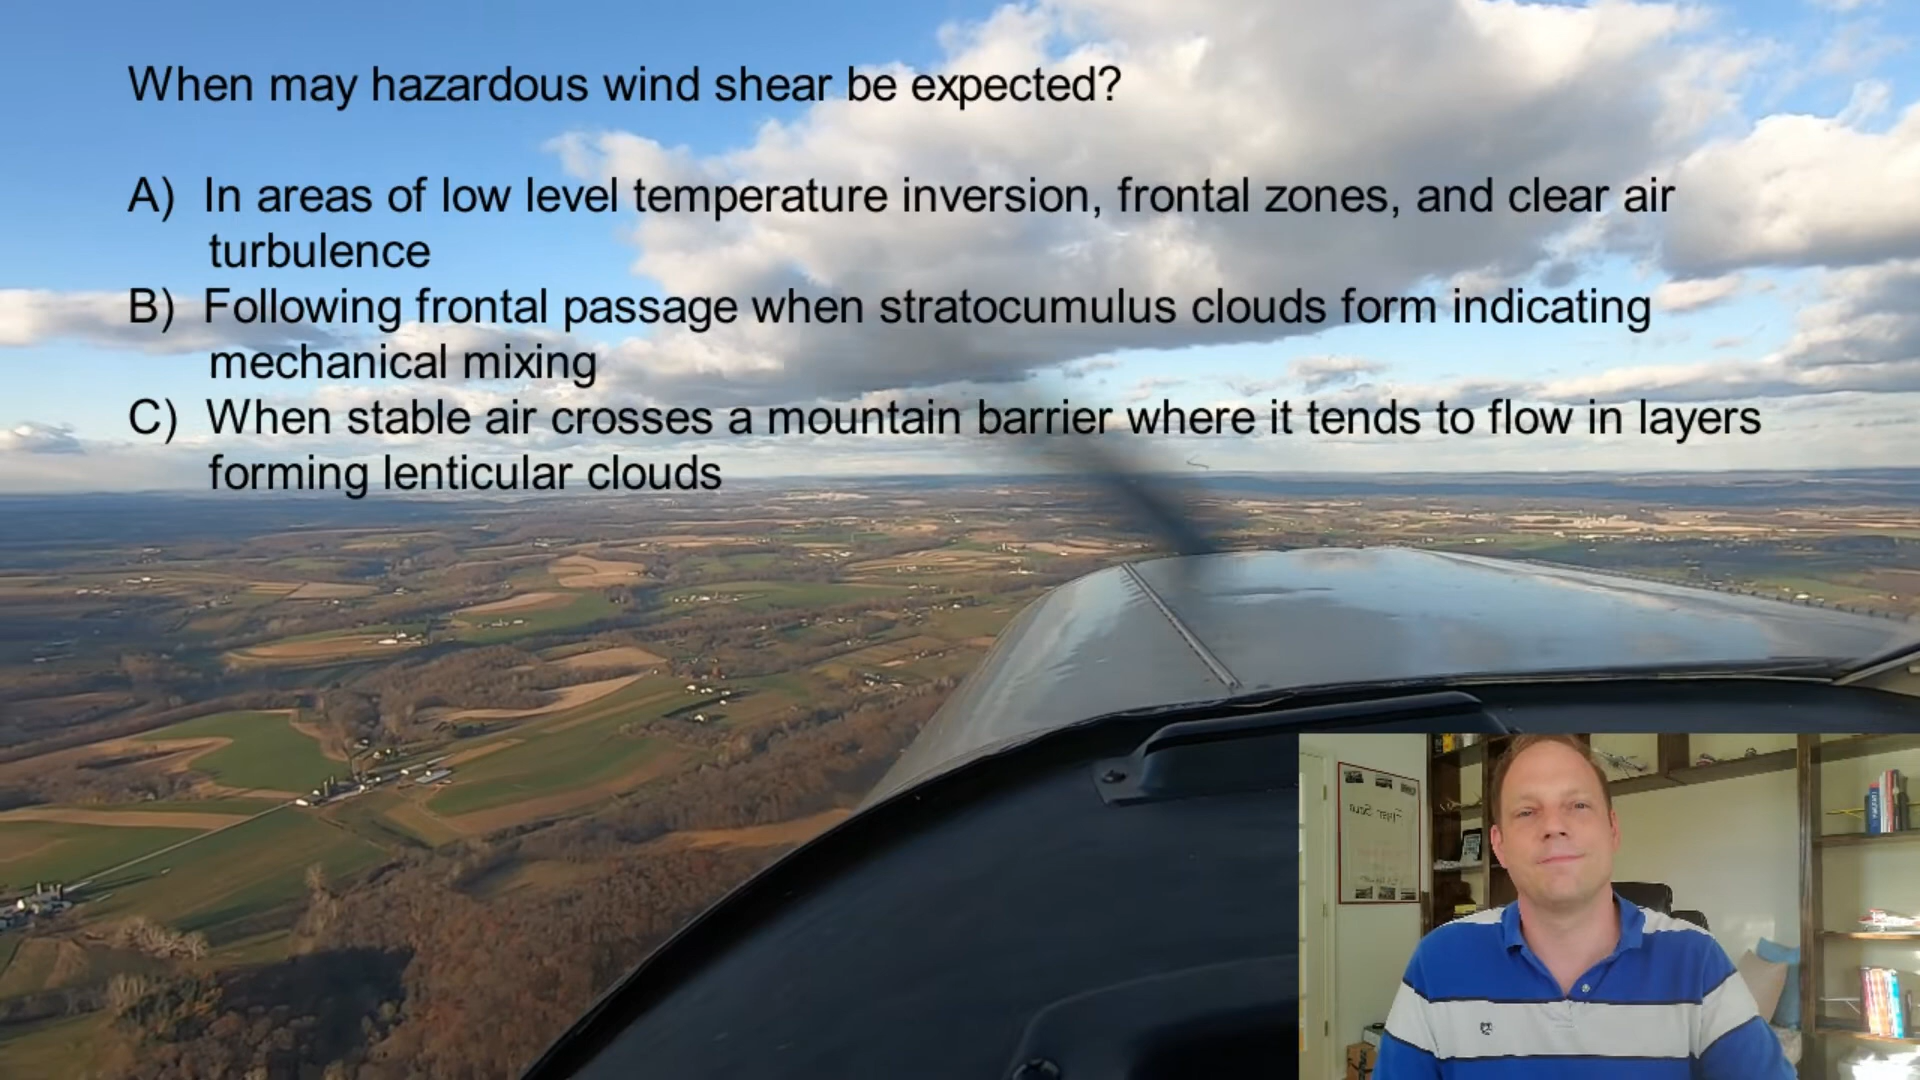 When may hazardous wind shear be expected?
A) In areas of low level temperature inversion, frontal zones, and clear air
turbulence
B) Following frontal passage when stratocumulus clouds form indicating
mechanical mixing
C) When stable air crosses a mountain barrier where it tends to flow in layers
forming lenticular clouds